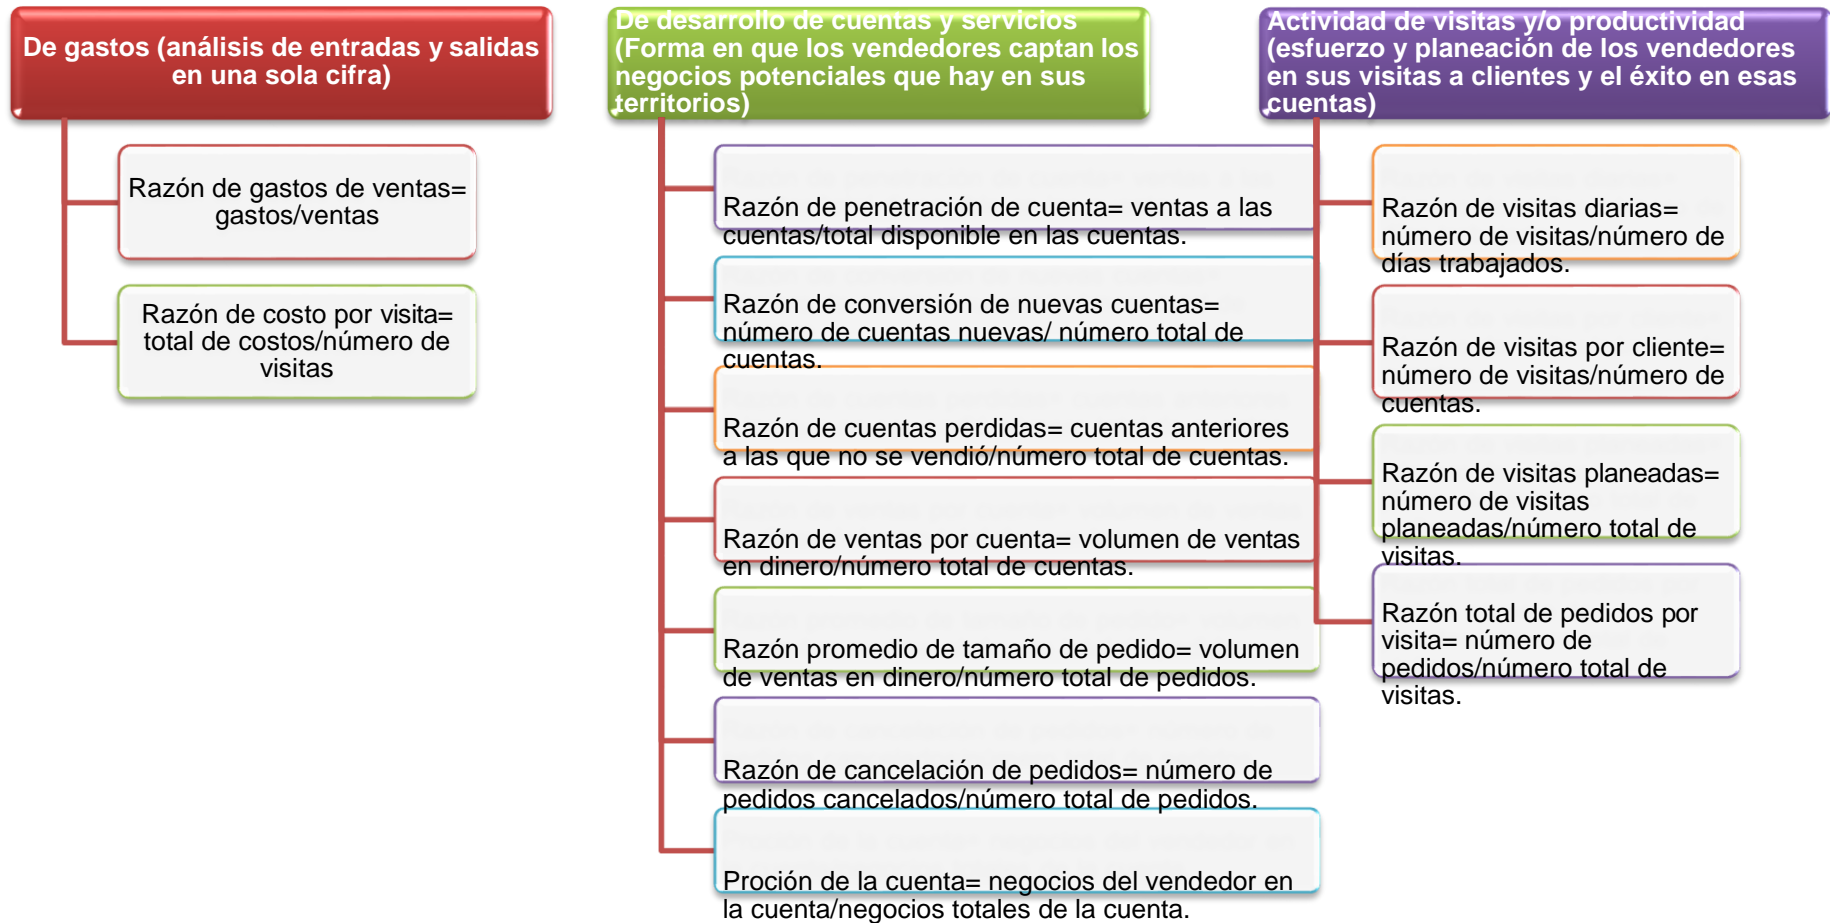 De gastos (análisis de entradas y salidas
en una sola cifra)
Razón de gastos de ventas=
gastos/ventas
Razón de costo por visita=
total de costos/número de
visitas
De desarrollo de cuentas y servicios
(Forma en que los vendedores captan los
negocios potenciales que hay en sus
territorios)
Razón de penetración de cuenta= ventas a las
cuentas/total disponible en las cuentas.
Razón de conversión de nuevas cuentas=
número de cuentas nuevas/ número total de
cuentas.
Razón de cuentas perdidas= cuentas anteriores
a las que no se vendió/número total de cuentas.
Razón de ventas por cuenta= volumen de ventas
en dinero/número total de cuentas.
Razón promedio de tamaño de pedido= volumen
de ventas en dinero/número total de pedidos.
Razón de cancelación de pedidos= número de
pedidos cancelados/número total de pedidos.
Proción de la cuenta= negocios del vendedor en
la cuenta/negocios totales de la cuenta.
Actividad de visitas y/o productividad
(esfuerzo y planeación de los vendedores
en sus visitas a clientes y el éxito en esas
cuentas)
Razón de visitas diarias=
número de visitas/número de
días trabajados.
Razón de visitas por cliente=
número de visitas/número de
cuentas.
Razón de visitas planeadas=
número de visitas
planeadas/número total de
visitas.
Razón total de pedidos por
visita= número de
pedidos/número total de
visitas.